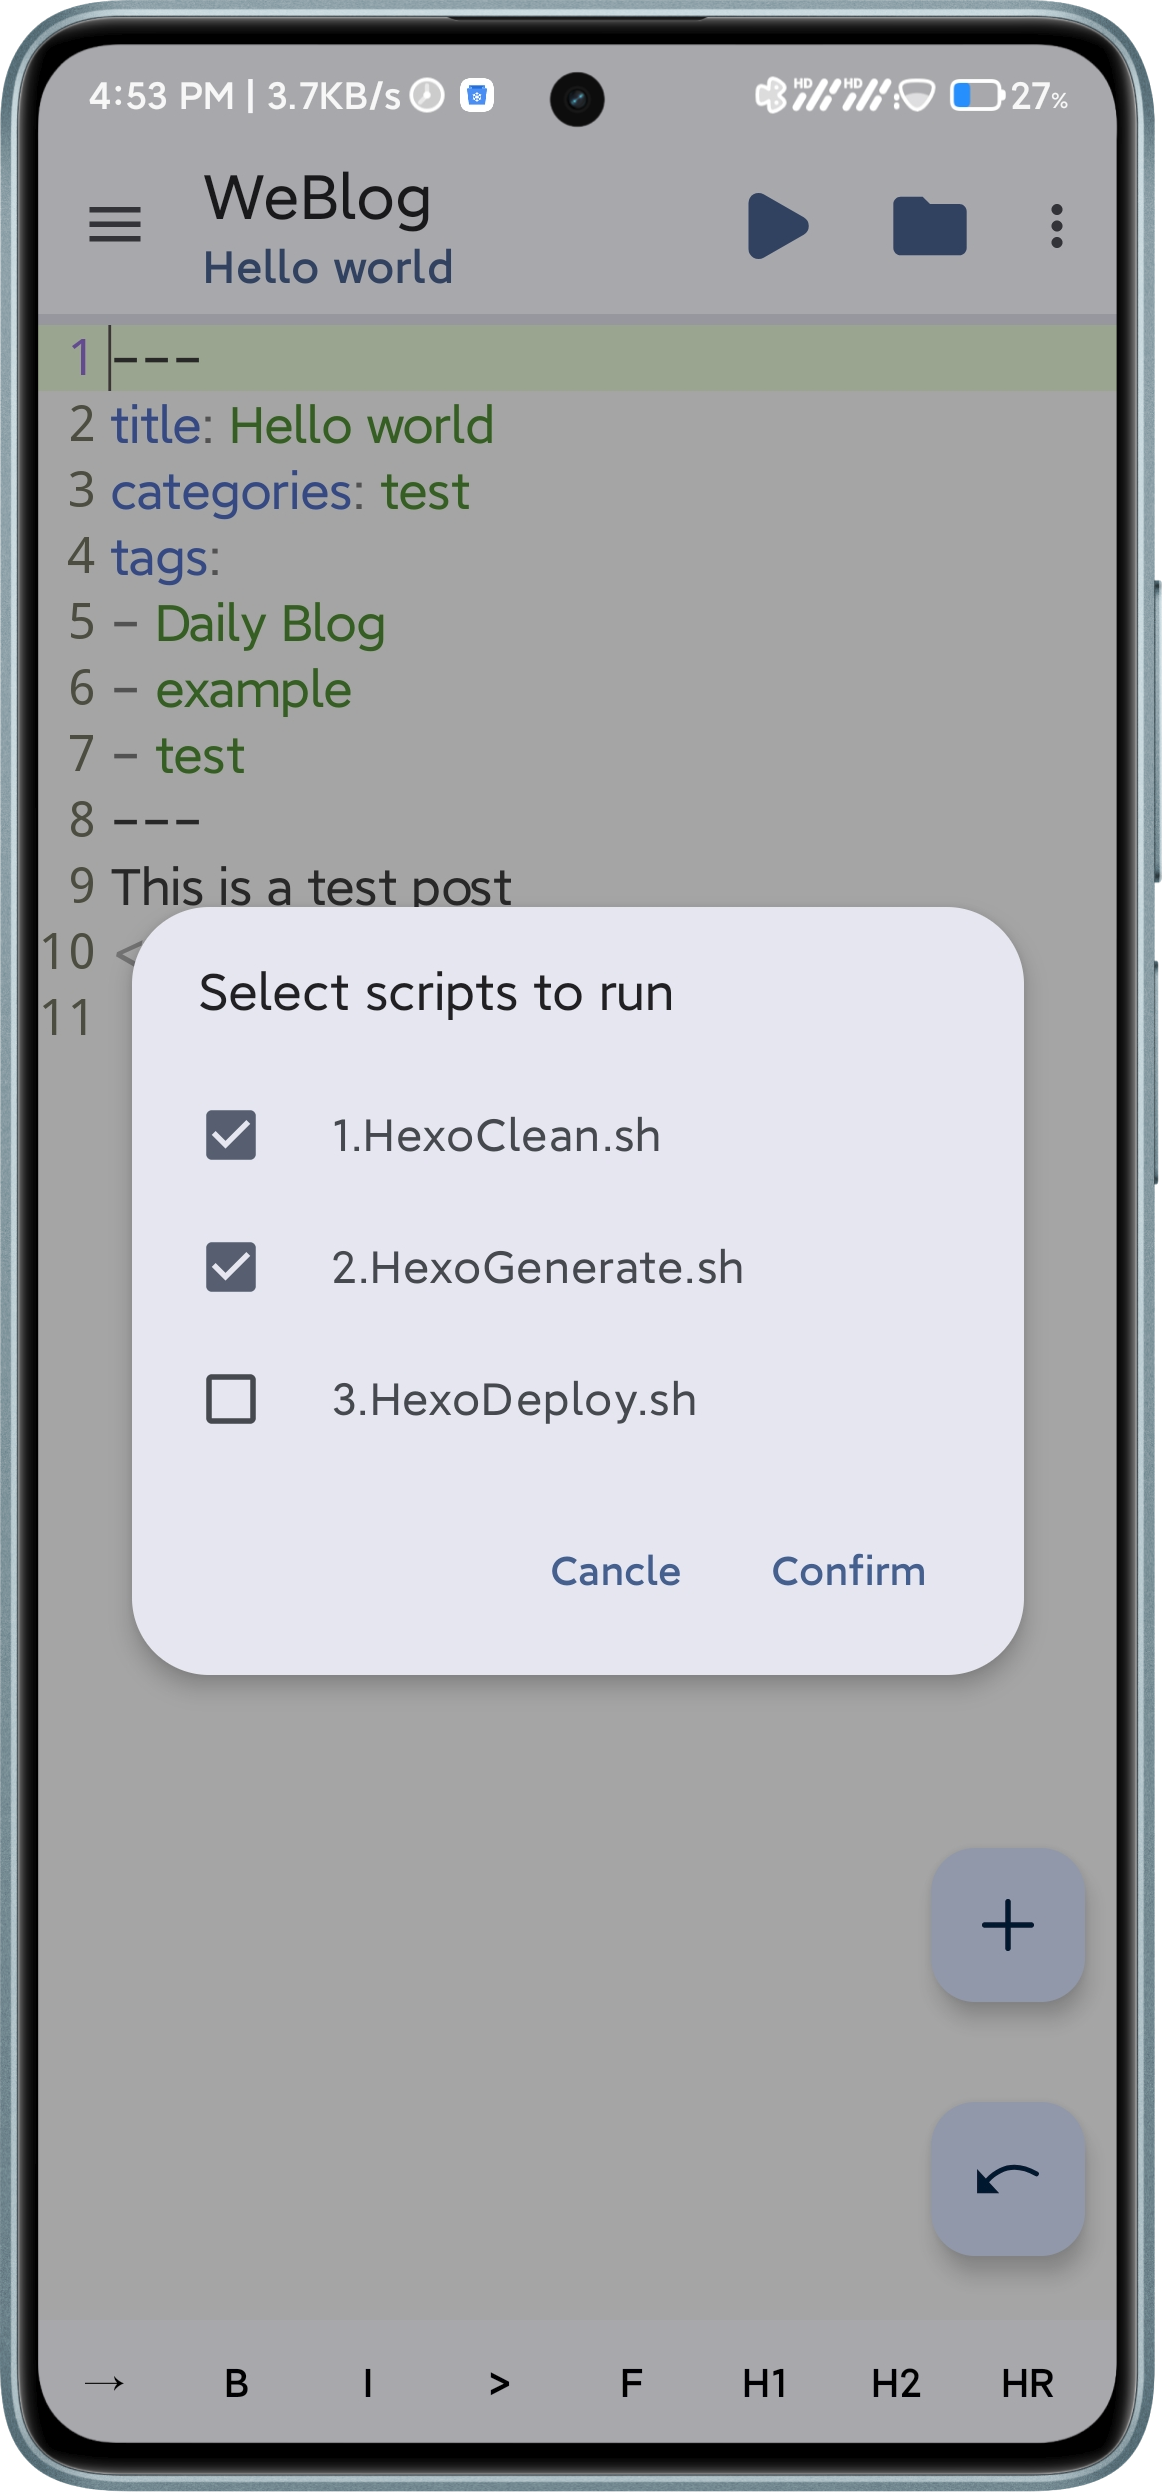 4:53 PM | 3.7KB/s HD HD 27%
WeBlog
Hello world
1 ---
2 title: Hello world
3 categories: test
4 tags:
5 - Daily Blog
6 - example
7 - test
8 ---
9 This is a test post
10 <
11
Select scripts to run
1.HexoClean.sh
2.HexoGenerate.sh
3.HexoDeploy.sh
Cancle Confirm
→ B I > F H1 H2 HR